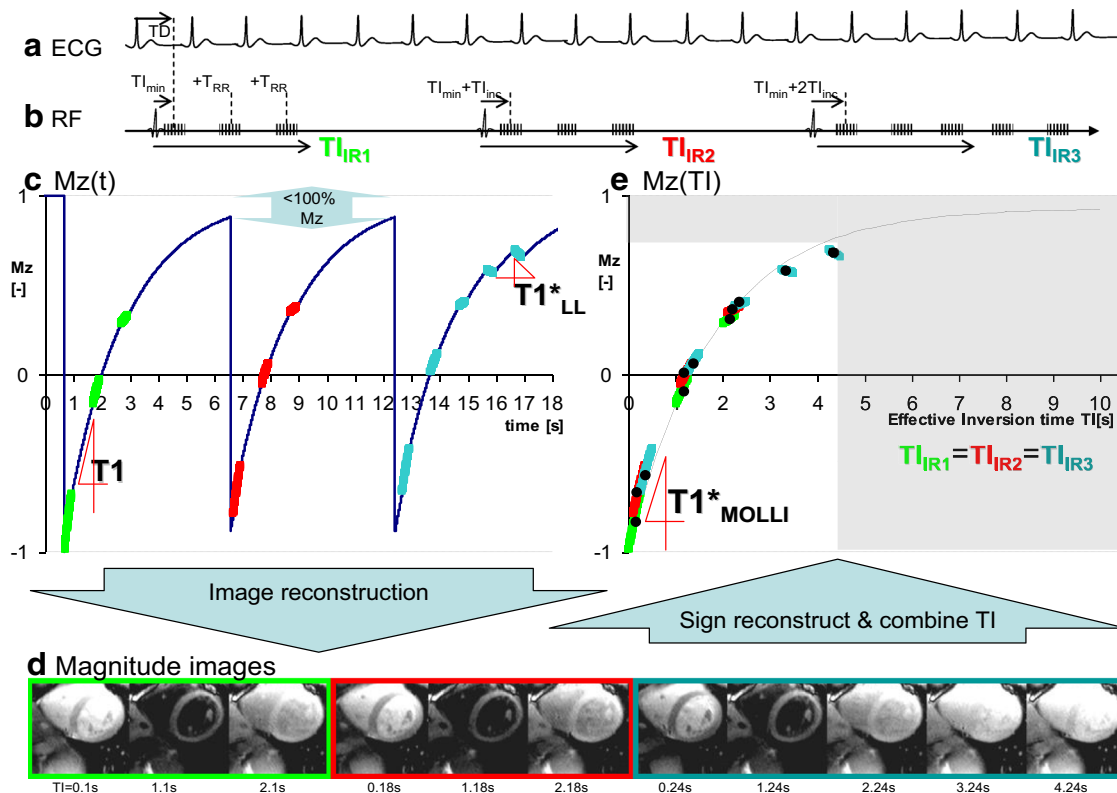 a ECG
TD
TImin +TRR +TRR TImin+TIinc TImin+2TIinc
b RF
TIIR1 TIIR2 TIIR3
c Mz(t)
1
<100%
Mz
Mz
[-]
T1*LL
0
0 1 2 3 4 5 6 7 8 9 10 11 12 13 14 15 16 17 18
time [s]
T1
-1
e Mz(TI)
1
Mz
[-]
0
0 1 2 3 4 5 6 7 8 9 10
Effective Inversion time TI[s]
TIIR1=TIIR2=TIIR3
T1*MOLLI
-1
Image reconstruction
Sign reconstruct & combine TI
d Magnitude images
TI=0.1s 1.1s 2.1s 0.18s 1.18s 2.18s 0.24s 1.24s 2.24s 3.24s 4.24s